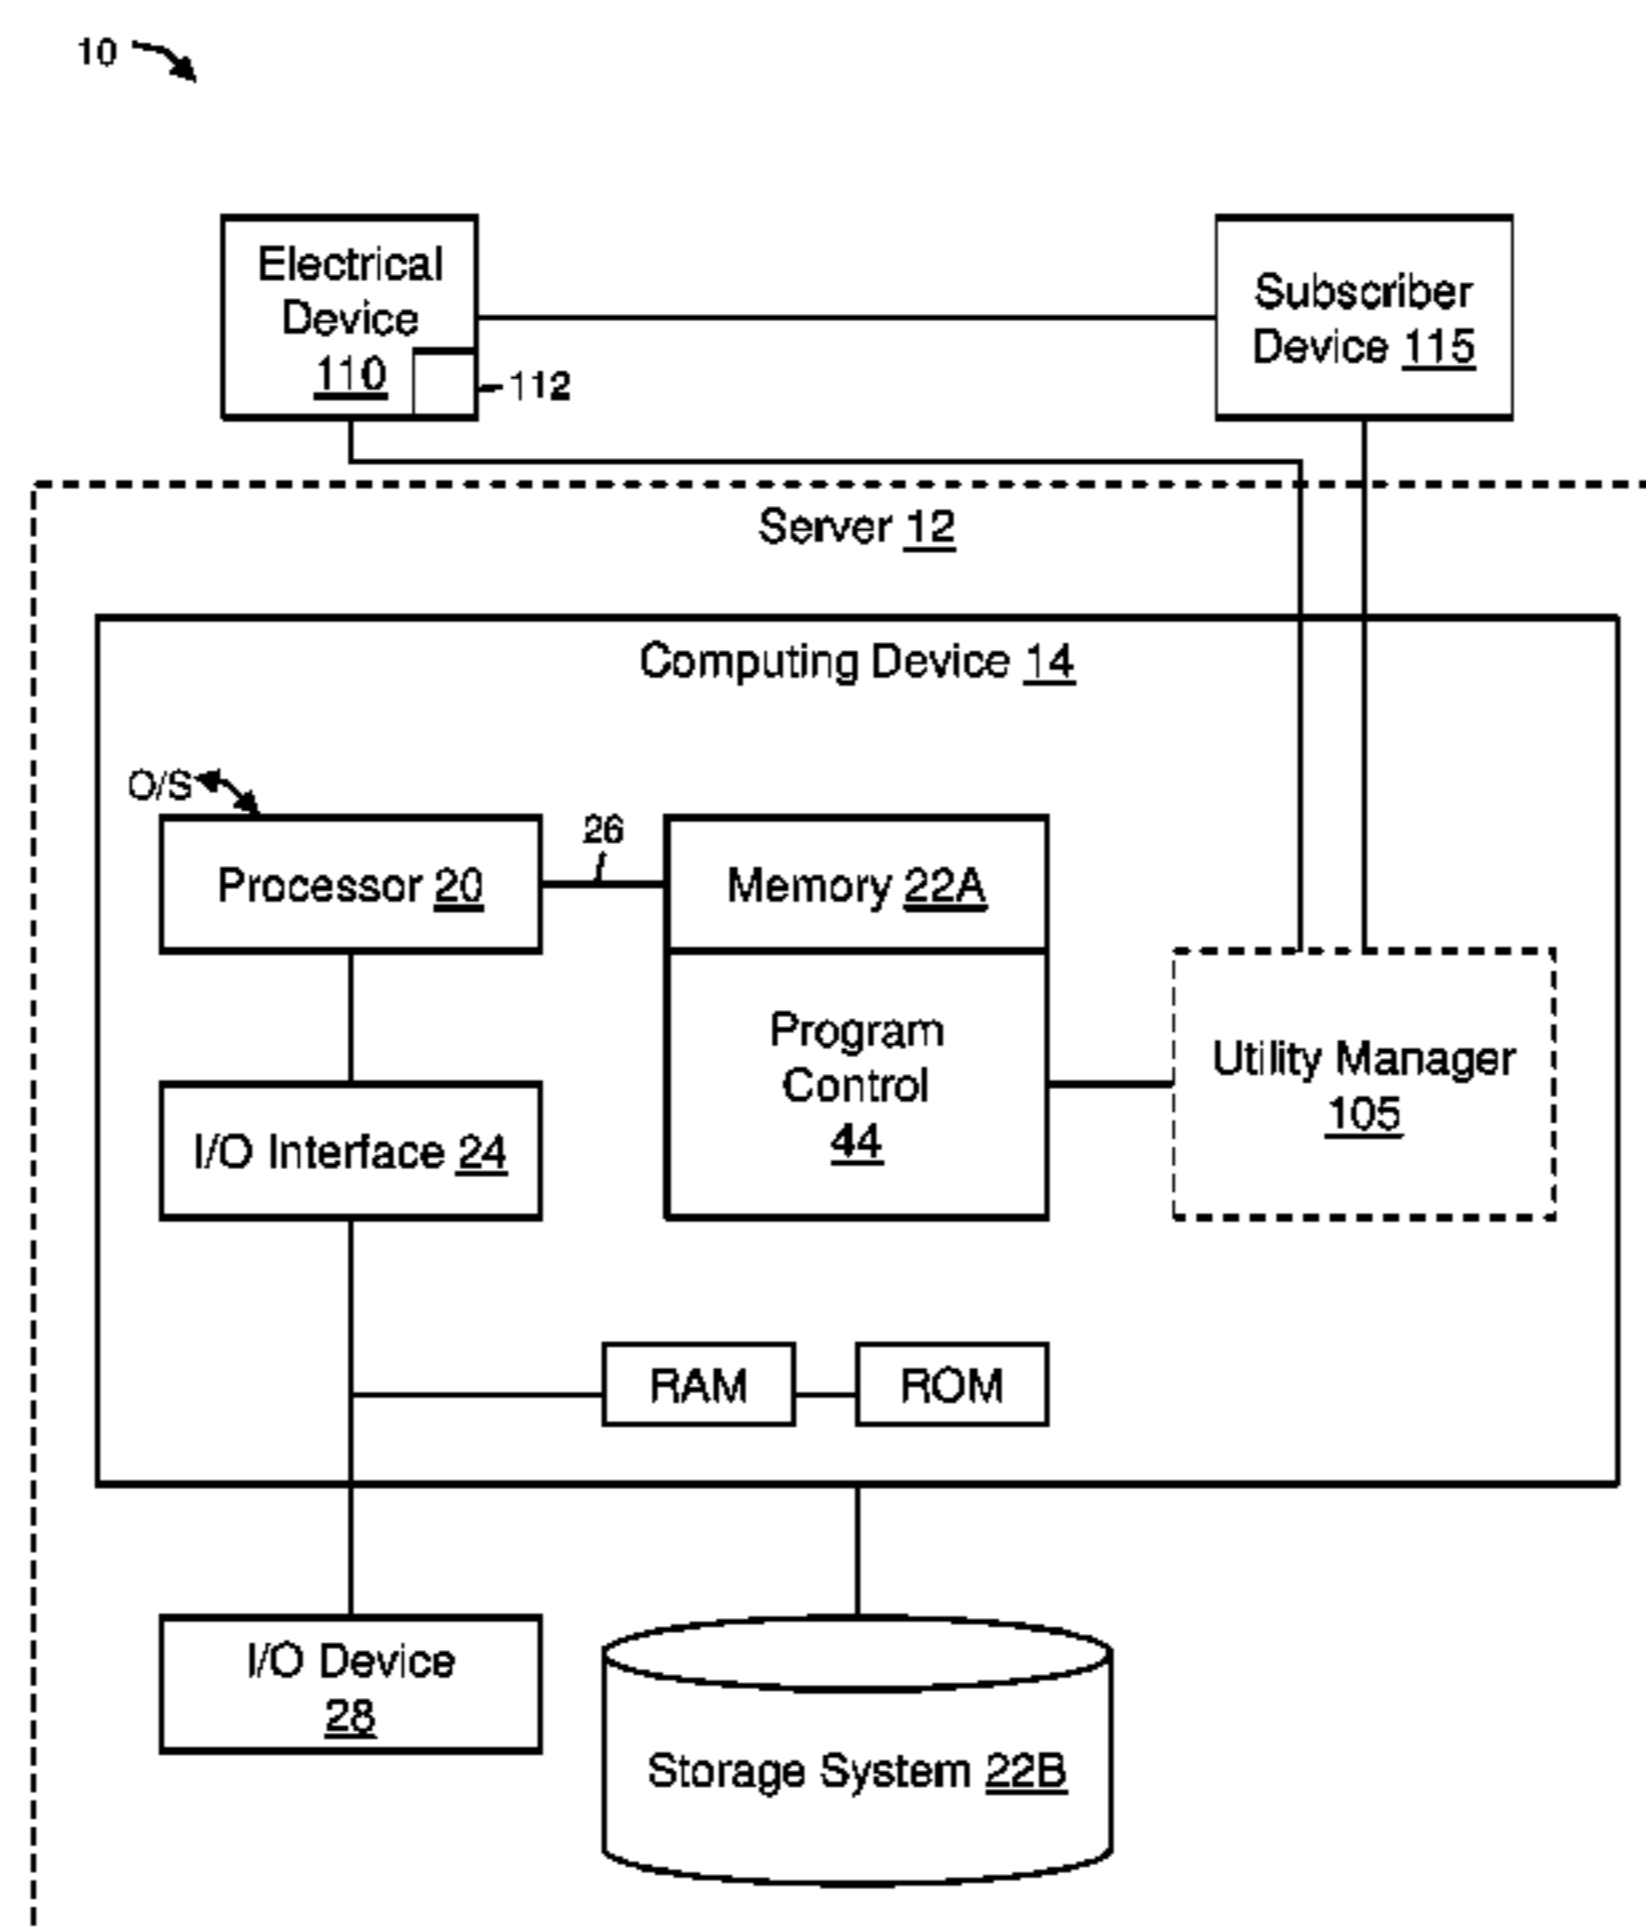 10
Electrical
Device
110
112
Subscriber
Device 115
Server 12
Computing Device 14
O/S
Processor 20
26
Memory 22A
Program
Control
44
Utility Manager
105
I/O Interface 24
RAM
ROM
I/O Device
28
Storage System 22B